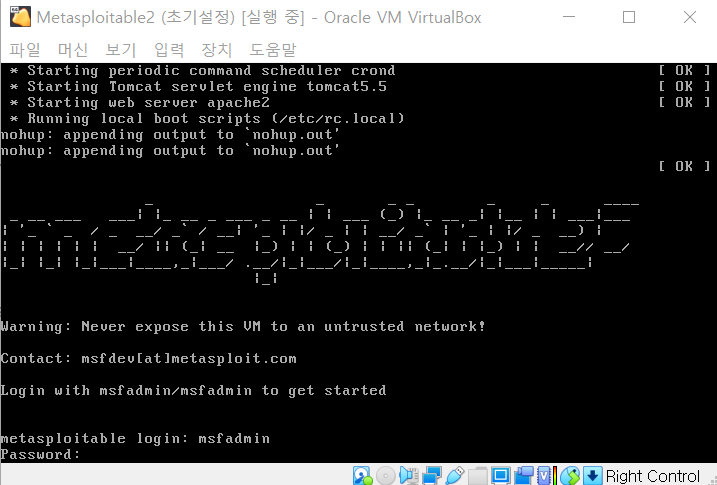 Metasploitable2 (초기설정) [실행 중] - Oracle VM VirtualBox
파일 머신 보기 입력 장치 도움말
* Starting periodic command scheduler crond [ OK ]
* Starting Tomcat servlet engine tomcat5.5 [ OK ]
* Starting web server apache2 [ OK ]
* Running local boot scripts (/etc/rc.local)
nohup: appending output to `nohup.out'
nohup: appending output to `nohup.out'
[ OK ]
metasploitable2
Warning: Never expose this VM to an untrusted network!
Contact: msfdev[at]metasploit.com
Login with msfadmin/msfadmin to get started
metasploitable login: msfadmin
Password:
Right Control